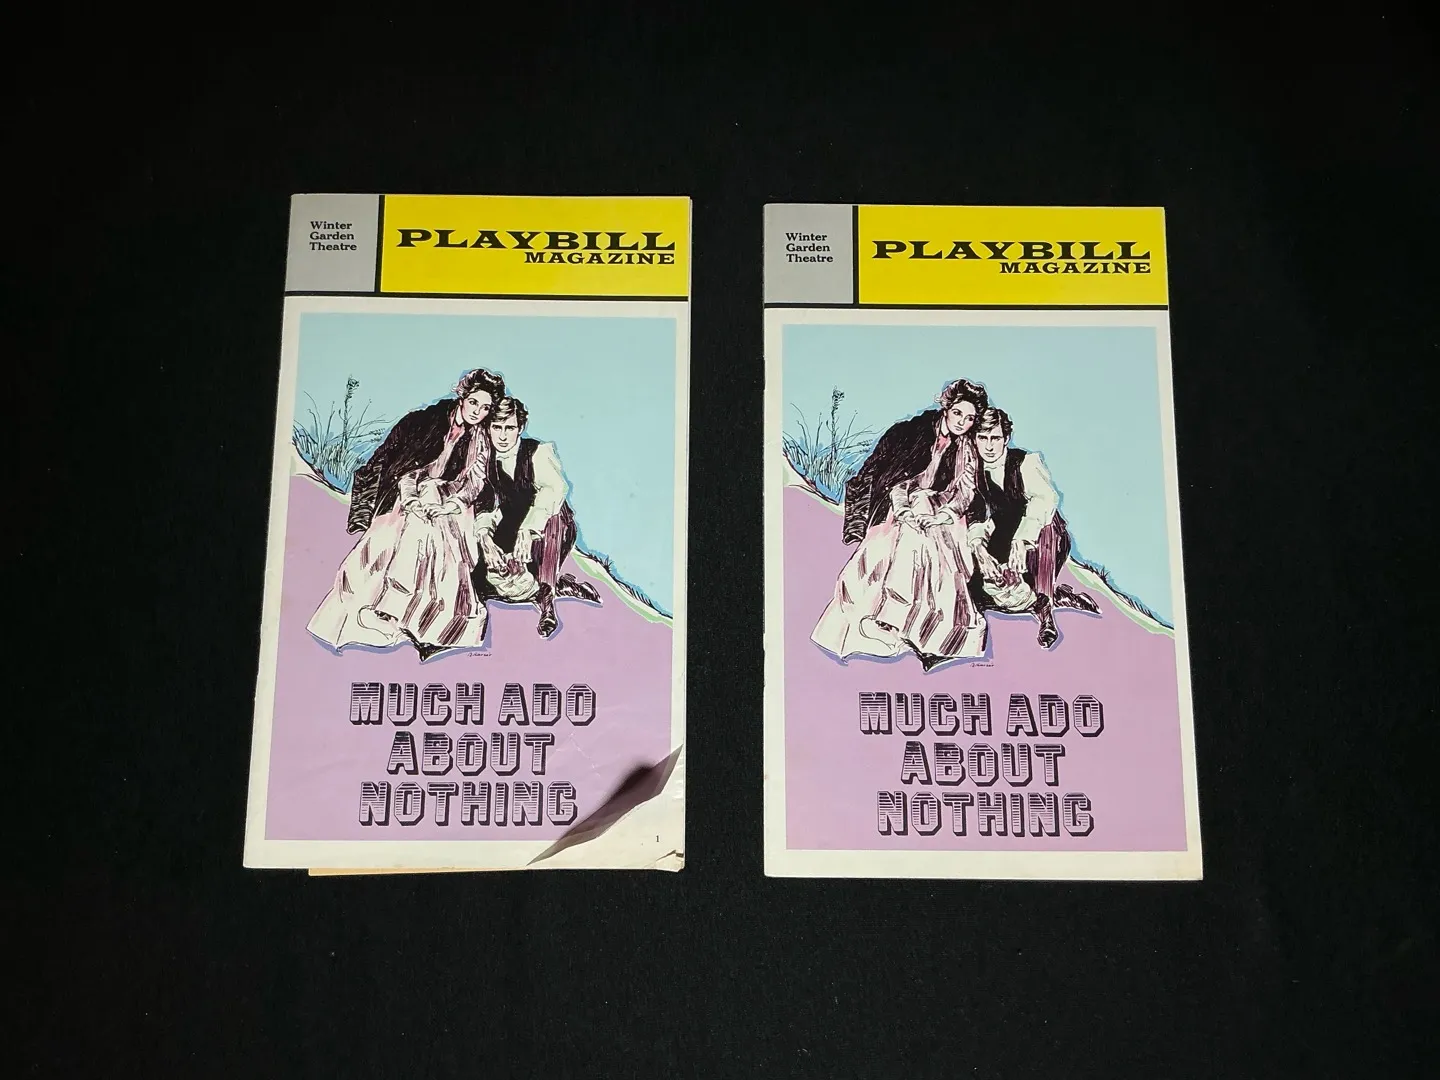 Winter
Garden
Theatre
PLAYBILL
MAGAZINE
MUCH ADO
ABOUT
NOTHING
1
Winter
Garden
Theatre
PLAYBILL
MAGAZINE
MUCH ADO
ABOUT
NOTHING